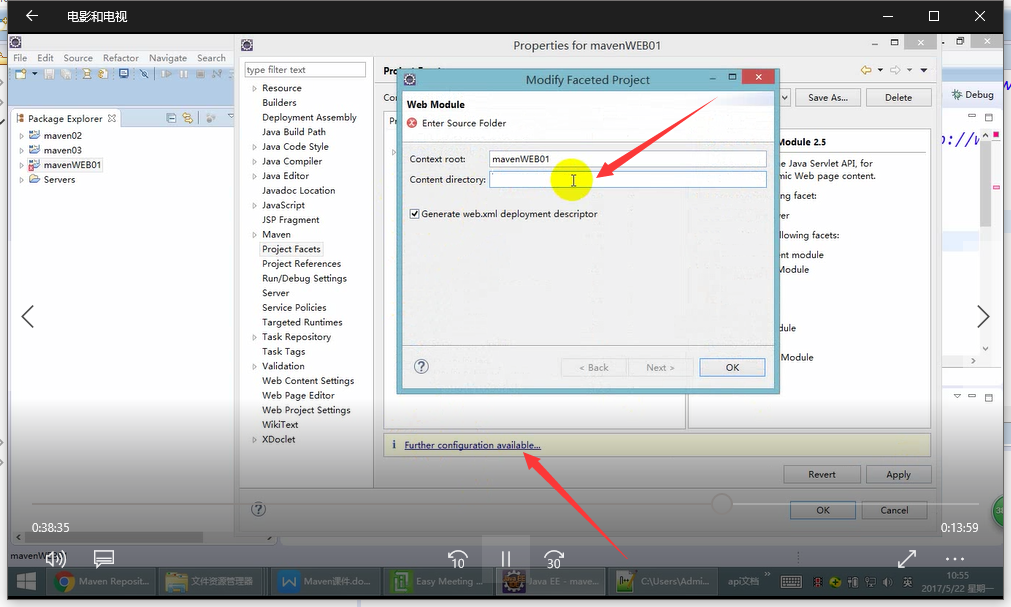 电影和电视
Properties for mavenWEB01
File Edit Source Refactor Navigate Search
type filter text
Package Explorer
maven02
maven03
mavenWEB01
Servers
Resource
Builders
Deployment Assembly
Java Build Path
Java Code Style
Java Compiler
Java Editor
Javadoc Location
JavaScript
JSP Fragment
Maven
Project Facets
Project References
Run/Debug Settings
Server
Service Policies
Targeted Runtimes
Task Repository
Task Tags
Validation
Web Content Settings
Web Page Editor
Web Project Settings
WikiText
XDoclet
Save As...
Delete
Debug
Modify Faceted Project
Web Module
Enter Source Folder
Context root: mavenWEB01
Content directory:
Generate web.xml deployment descriptor
< Back
Next >
OK
Module 2.5
e Java Servlet API, for
mic Web page content.
ng facet:
ver
llowing facets:
nt module
Module
dule
Module
Further configuration available...
Revert
Apply
OK
Cancel
0:38:35
0:13:59
10
30
Maven Reposit...
文件资源管理器
Maven课件.do...
Easy Meeting ...
Java EE - mave...
C:\Users\Admi...
api文档
英
10:55
2017/5/22 星期一